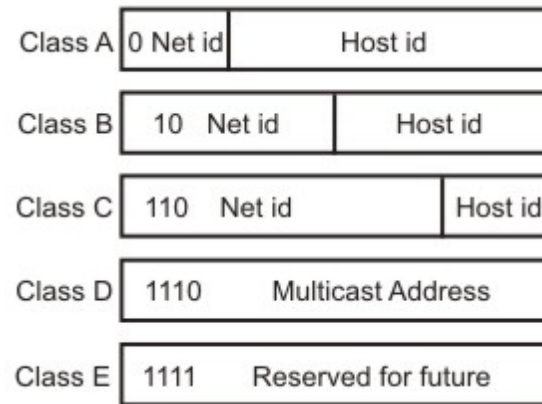 Class A 0 Net id Host id
Class B 10 Net id Host id
Class C 110 Net id Host id
Class D 1110 Multicast Address
Class E 1111 Reserved for future